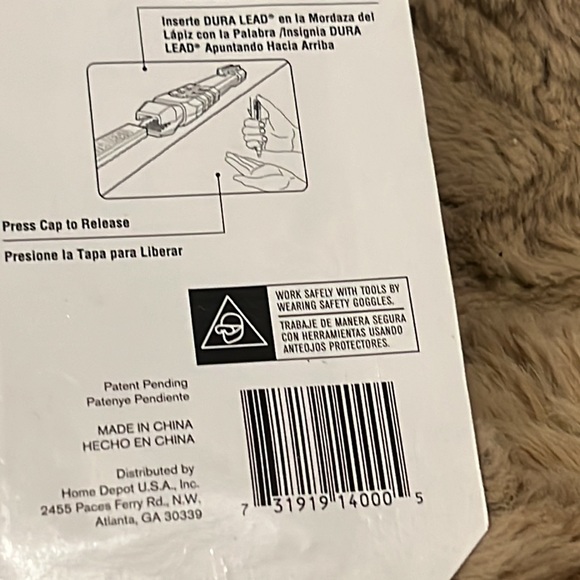 Inserte DURA LEAD® en la Mordaza del
Lápiz con la Palabra /Insignia DURA
LEAD® Apuntando Hacia Arriba
Press Cap to Release
Presione la Tapa para Liberar
WORK SAFELY WITH TOOLS BY
WEARING SAFETY GOGGLES.
TRABAJE DE MANERA SEGURA
CON HERRAMIENTAS USANDO
ANTEOJOS PROTECTORES.
Patent Pending
Patenye Pendiente
MADE IN CHINA
HECHO EN CHINA
Distributed by
Home Depot U.S.A., Inc.
2455 Paces Ferry Rd., N.W.
Atlanta, GA 30339
7 31919 14000 5